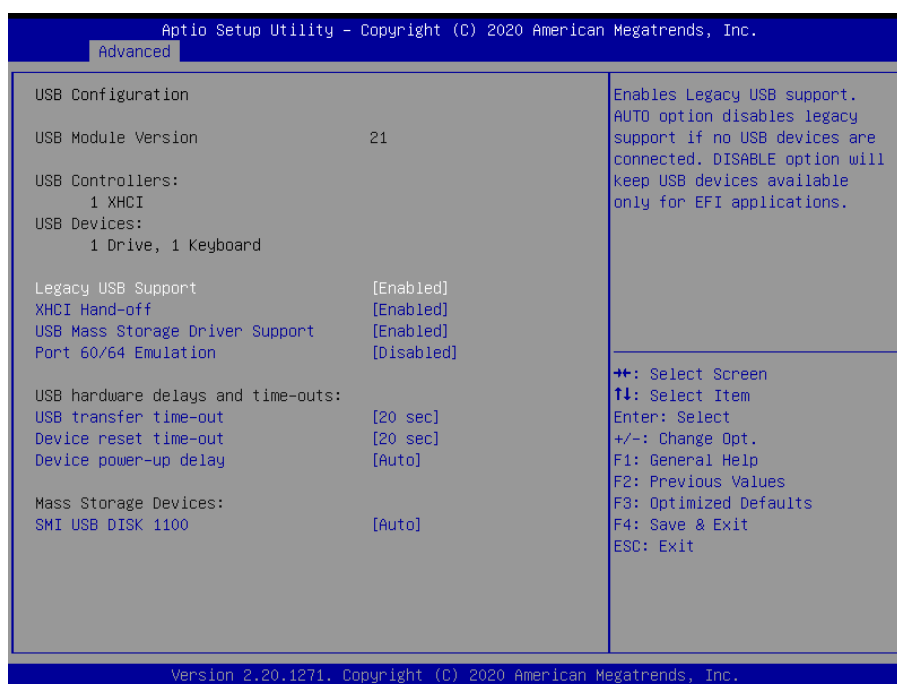 Aptio Setup Utility – Copyright (C) 2020 American Megatrends, Inc.
Advanced
USB Configuration
USB Module Version 21
USB Controllers:
1 XHCI
USB Devices:
1 Drive, 1 Keyboard
Legacy USB Support [Enabled]
XHCI Hand-off [Enabled]
USB Mass Storage Driver Support [Enabled]
Port 60/64 Emulation [Disabled]
USB hardware delays and time-outs:
USB transfer time-out [20 sec]
Device reset time-out [20 sec]
Device power-up delay [Auto]
Mass Storage Devices:
SMI USB DISK 1100 [Auto]
Enables Legacy USB support.
AUTO option disables legacy
support if no USB devices are
connected. DISABLE option will
keep USB devices available
only for EFI applications.
→←: Select Screen
↑↓: Select Item
Enter: Select
+/-: Change Opt.
F1: General Help
F2: Previous Values
F3: Optimized Defaults
F4: Save & Exit
ESC: Exit
Version 2.20.1271. Copyright (C) 2020 American Megatrends, Inc.